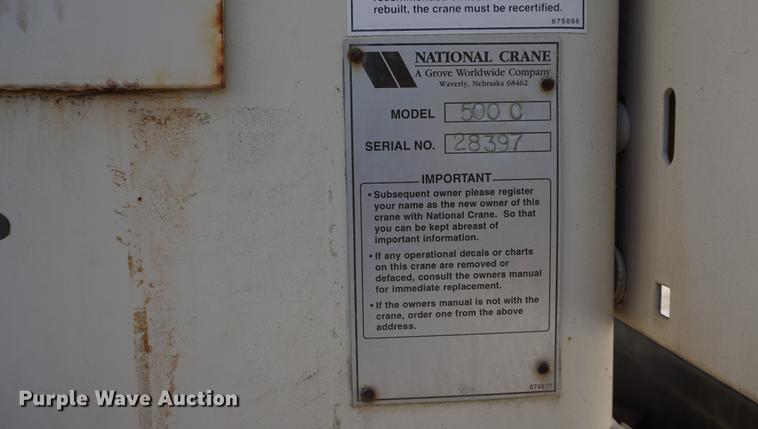 rebuilt, the crane must be recertified.
675898
NATIONAL CRANE
A Grove Worldwide Company
Waverly, Nebraska 68462
MODEL 500 C
SERIAL NO. 28397
IMPORTANT
• Subsequent owner please register
your name as the new owner of this
crane with National Crane. So that
you can be kept abreast of
important information.
• If any operational decals or charts
on this crane are removed or
defaced, consult the owners manual
for immediate replacement.
• If the owners manual is not with the
crane, order one from the above
address.
874677
Purple Wave Auction